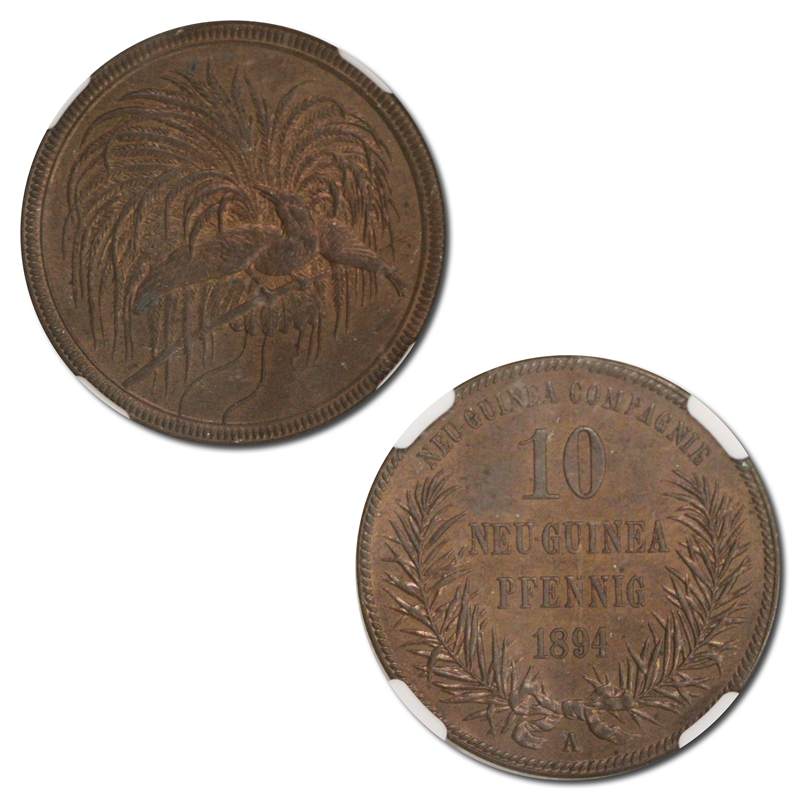 NEU-GUINEA COMPAGNIE
10
NEU-GUINEA
PFENNIG
1894
A